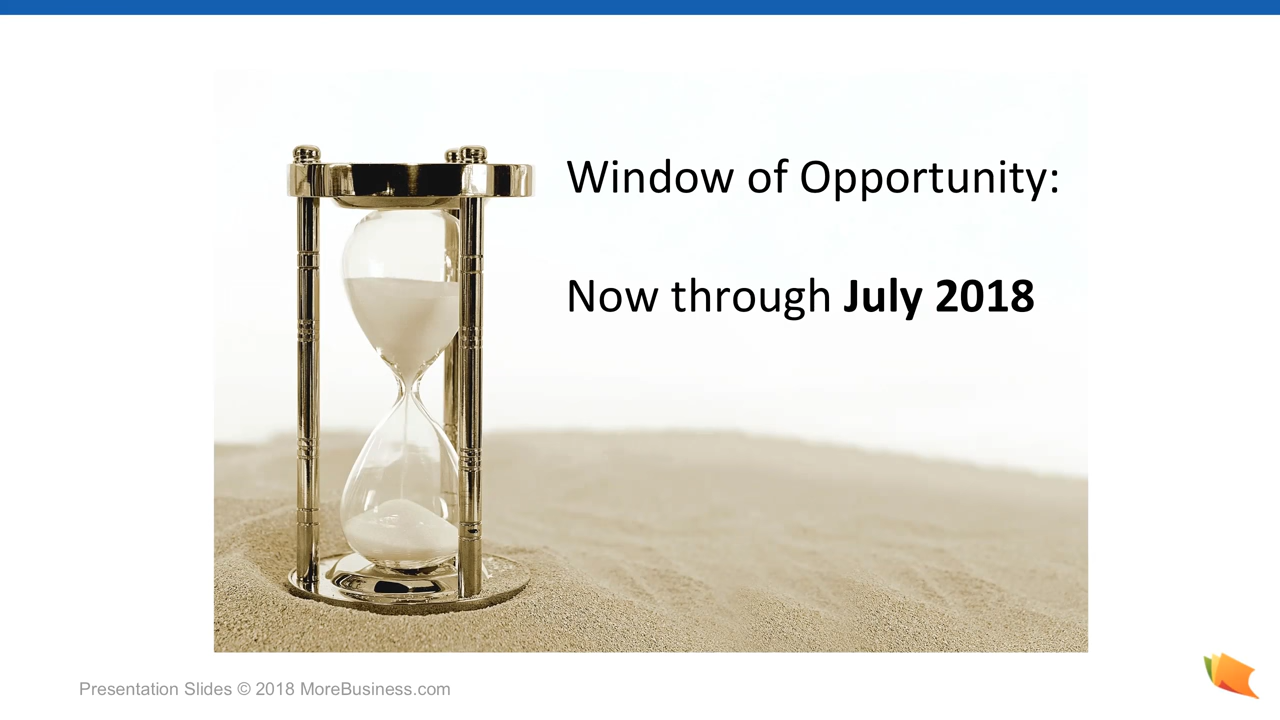 Window of Opportunity:
Now through July 2018
Presentation Slides © 2018 MoreBusiness.com